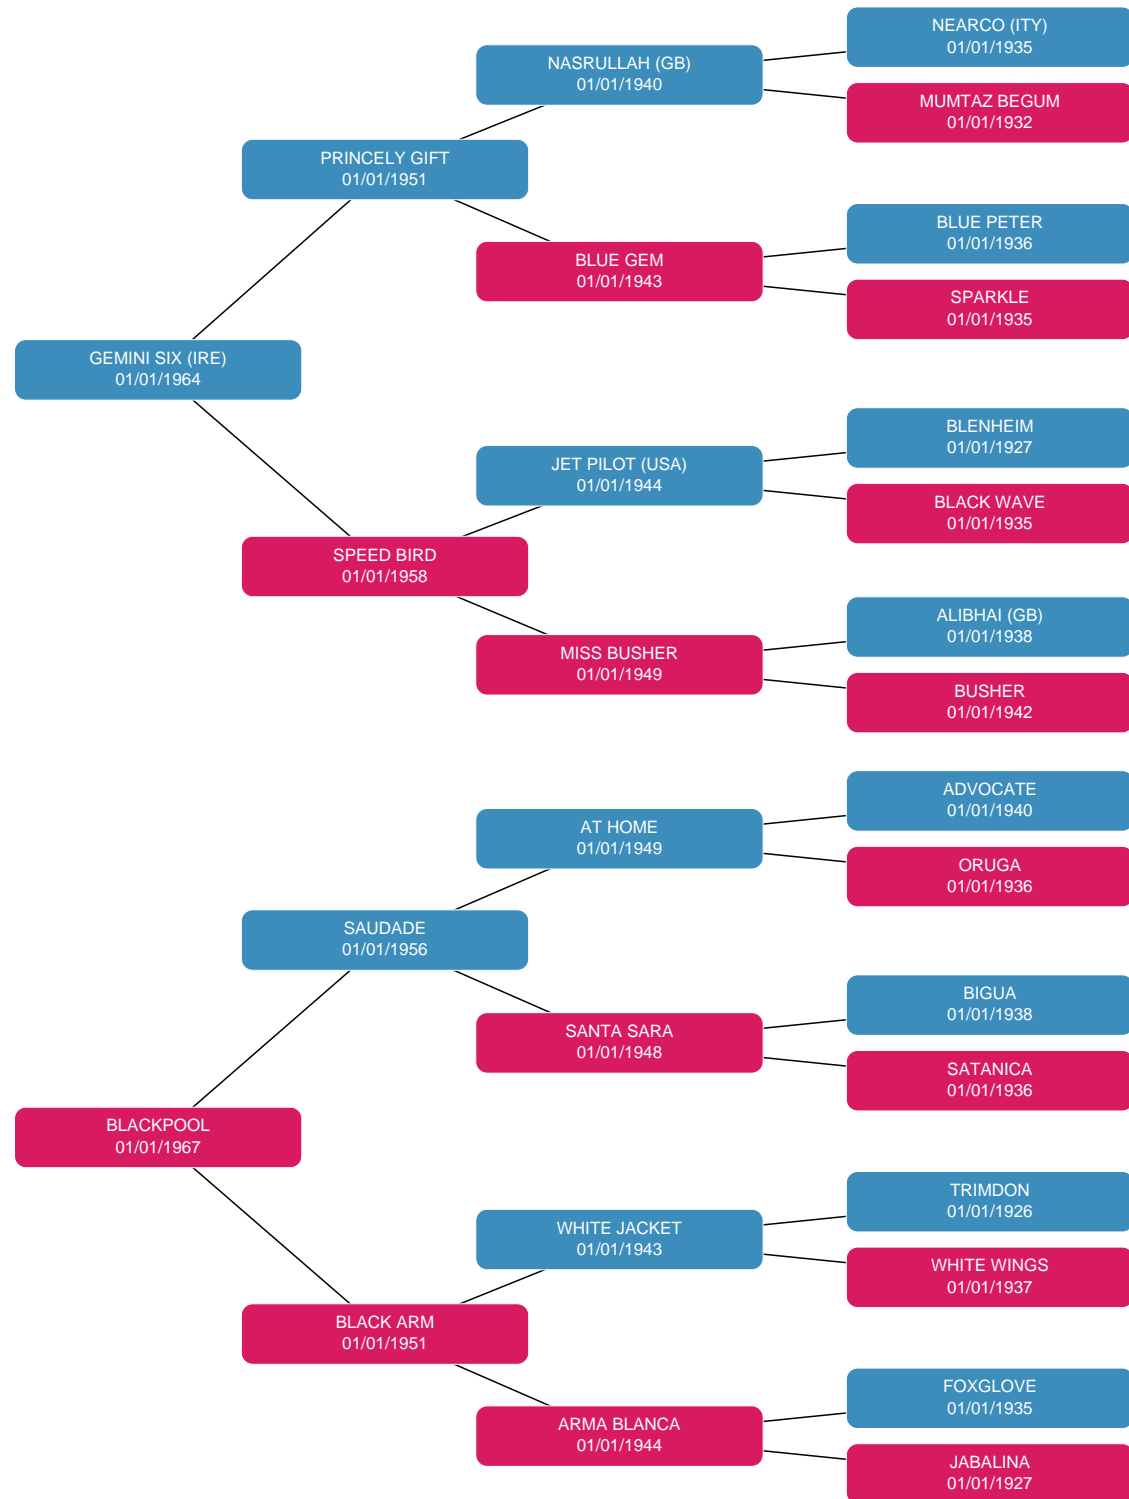 NEARCO (ITY)
01/01/1935
NASRULLAH (GB)
01/01/1940
MUMTAZ BEGUM
01/01/1932
PRINCELY GIFT
01/01/1951
BLUE PETER
01/01/1936
BLUE GEM
01/01/1943
SPARKLE
01/01/1935
GEMINI SIX (IRE)
01/01/1964
BLENHEIM
01/01/1927
JET PILOT (USA)
01/01/1944
BLACK WAVE
01/01/1935
SPEED BIRD
01/01/1958
ALIBHAI (GB)
01/01/1938
MISS BUSHER
01/01/1949
BUSHER
01/01/1942
ADVOCATE
01/01/1940
AT HOME
01/01/1949
ORUGA
01/01/1936
SAUDADE
01/01/1956
BIGUA
01/01/1938
SANTA SARA
01/01/1948
SATANICA
01/01/1936
BLACKPOOL
01/01/1967
TRIMDON
01/01/1926
WHITE JACKET
01/01/1943
WHITE WINGS
01/01/1937
BLACK ARM
01/01/1951
FOXGLOVE
01/01/1935
ARMA BLANCA
01/01/1944
JABALINA
01/01/1927